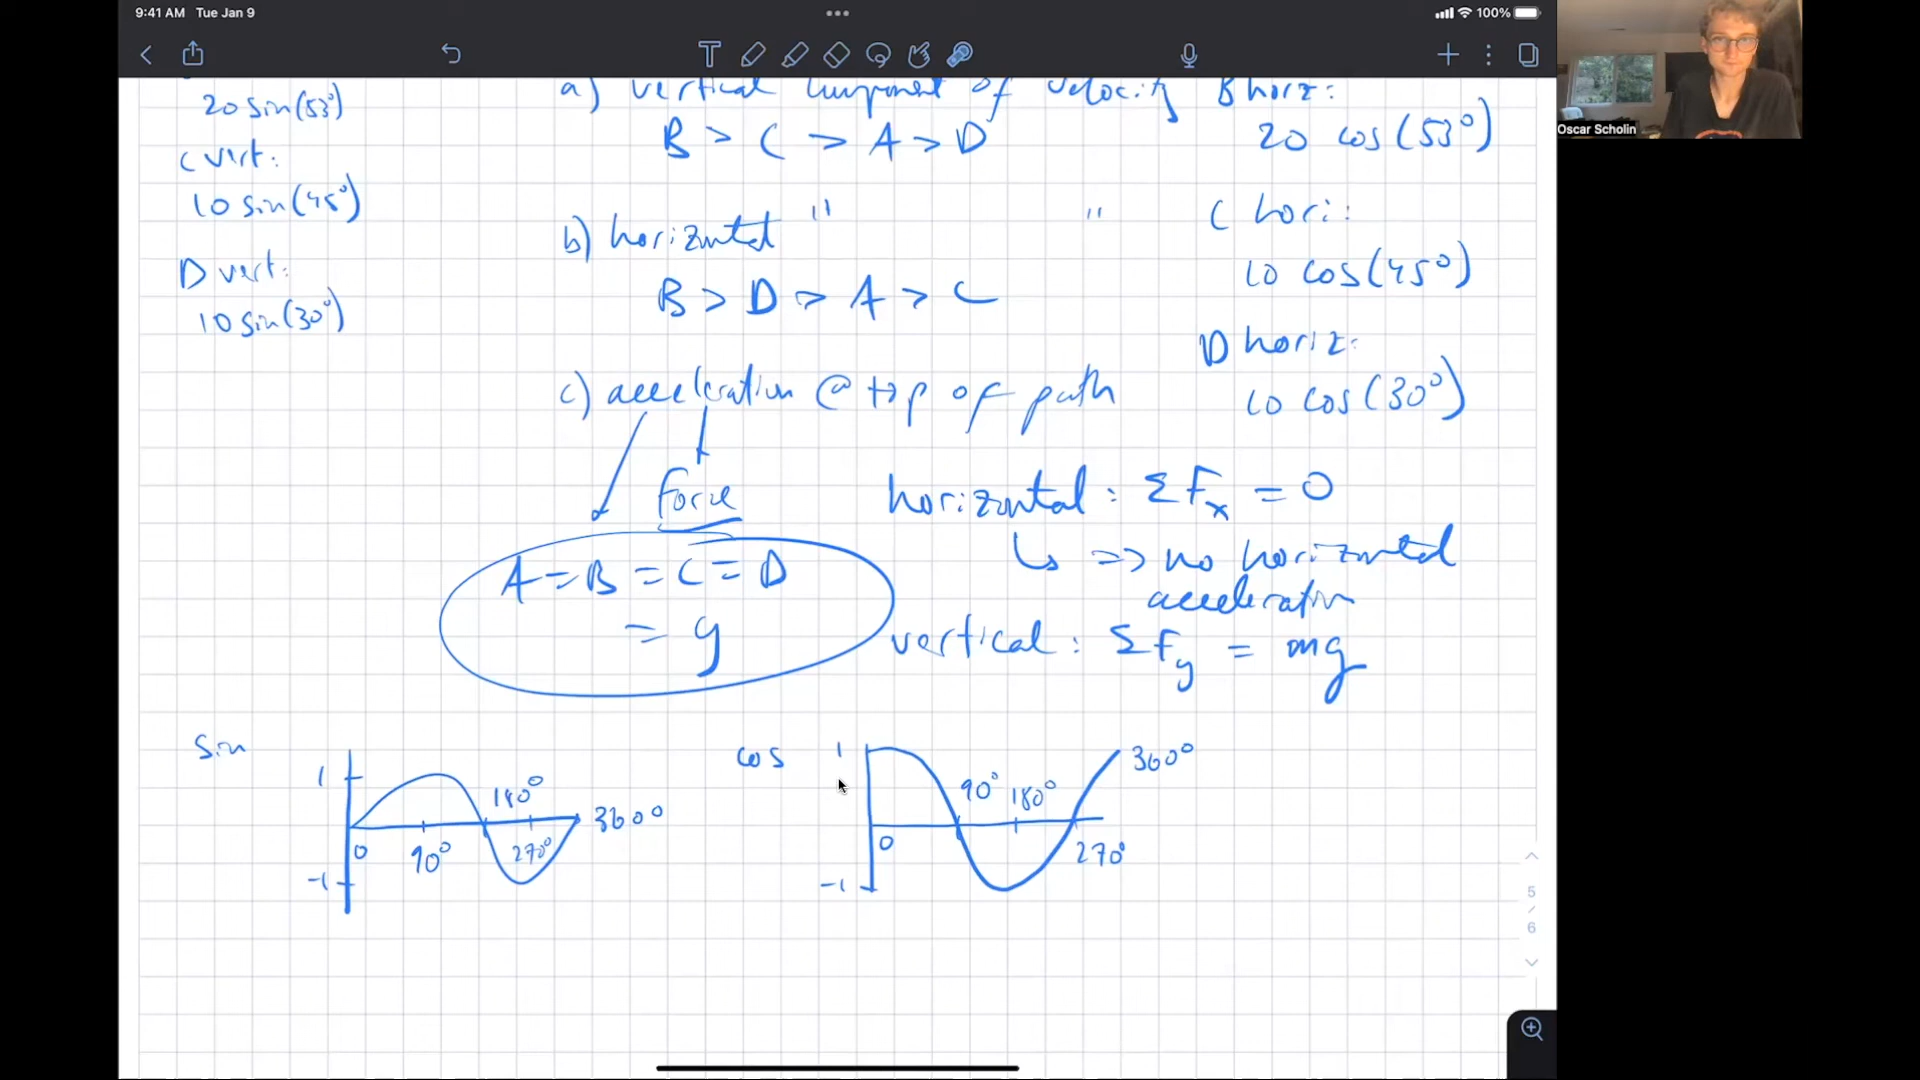 9:41 AM Tue Jan 9
100%
Oscar Scholin
20 sin(53°)
C vert:
10 sin(45°)
D vert:
10 sin(30°)
a) vertical component of velocity
B > C > A > D
b) horizontal " "
B > D > A > C
c) acceleration @ top of path
force
A = B = C = D
= g
B horz:
20 cos(53°)
C hori:
10 cos(45°)
D horiz:
10 cos(30°)
horizontal: ΣFx = 0
↳ => no horizontal
acceleration
vertical: ΣFy = mg
sin
1
180°
360°
0
90°
270°
-1
cos
1
360°
90°
180°
0
270°
-1
5
6